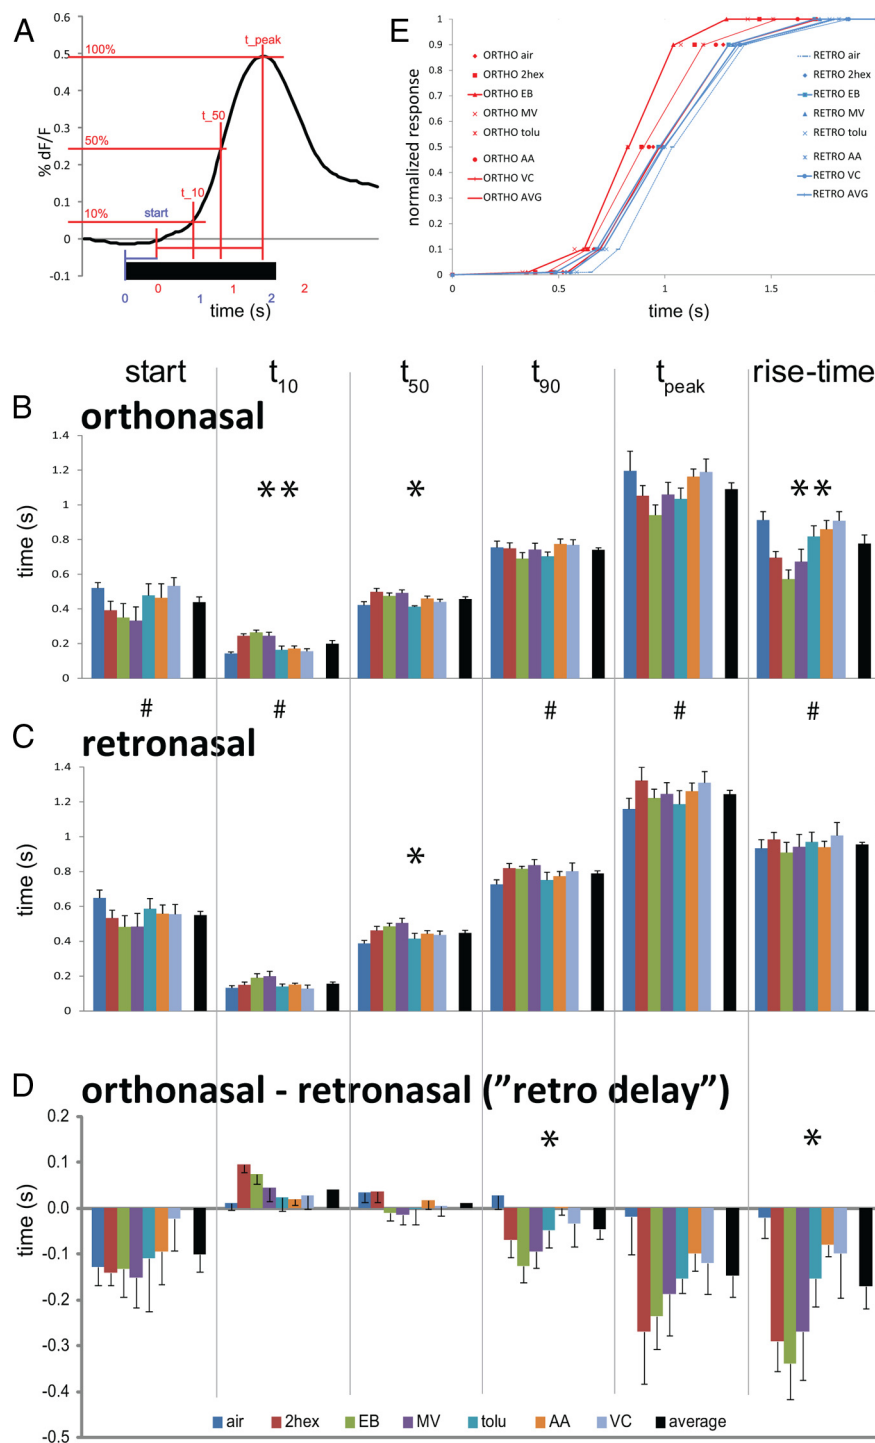 A
0.6
0.5
0.4
0.3
0.2
0.1
0
-0.1
% dF/F
100%
50%
10%
t_peak
t_50
t_10
start
0 1 2
0 1 2
time (s)
E
1
0.9
0.8
0.7
0.6
0.5
0.4
0.3
0.2
0.1
0
normalized response
ORTHO air
ORTHO 2hex
ORTHO EB
ORTHO MV
ORTHO tolu
ORTHO AA
ORTHO VC
ORTHO AVG
RETRO air
RETRO 2hex
RETRO EB
RETRO MV
RETRO tolu
RETRO AA
RETRO VC
RETRO AVG
0 0.5 1 1.5
time (s)
start t10 t50 t90 tpeak rise-time
B
orthonasal
1.4
1.2
1
0.8
0.6
0.4
0.2
0
time (s)
** * **
# # # # #
C
retronasal
1.4
1.2
1
0.8
0.6
0.4
0.2
0
time (s)
*
D
orthonasal - retronasal ("retro delay")
0.2
0.1
0.0
-0.1
-0.2
-0.3
-0.4
-0.5
time (s)
* *
air 2hex EB MV tolu AA VC average